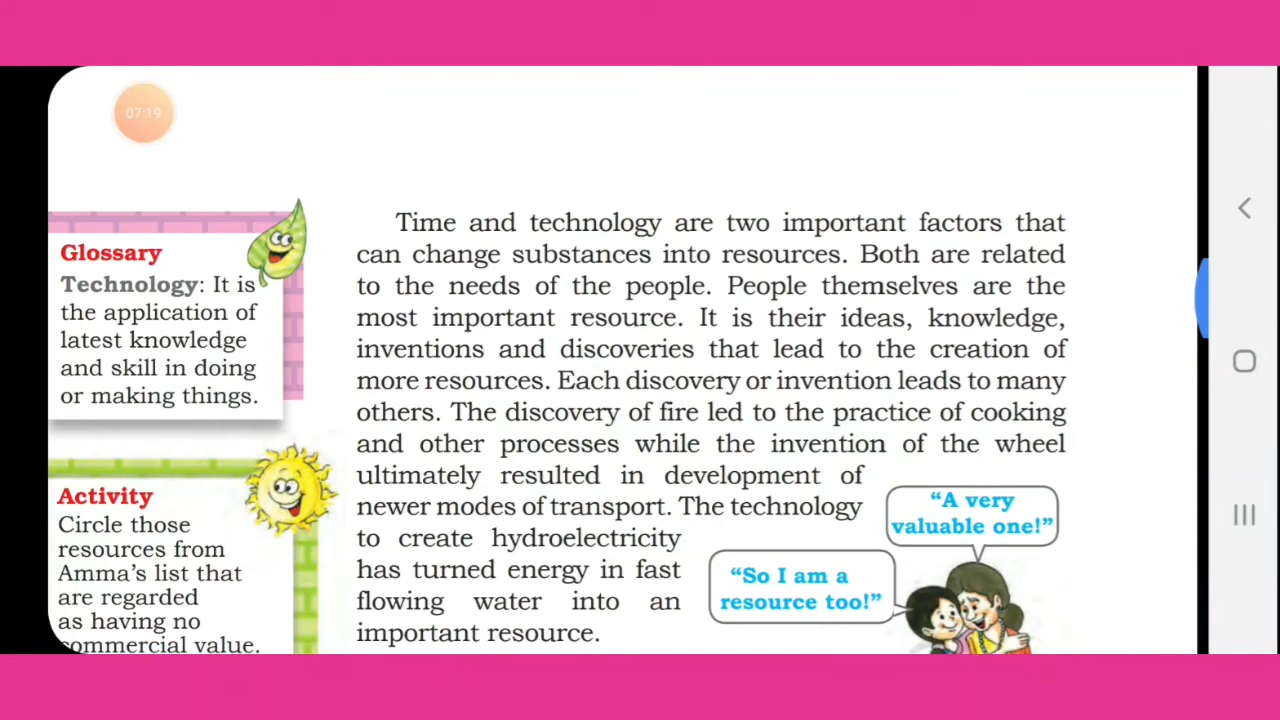 07:19
Glossary
Technology: It is
the application of
latest knowledge
and skill in doing
or making things.
Activity
Circle those
resources from
Amma's list that
are regarded
as having no
commercial value.
Time and technology are two important factors that
can change substances into resources. Both are related
to the needs of the people. People themselves are the
most important resource. It is their ideas, knowledge,
inventions and discoveries that lead to the creation of
more resources. Each discovery or invention leads to many
others. The discovery of fire led to the practice of cooking
and other processes while the invention of the wheel
ultimately resulted in development of
newer modes of transport. The technology
to create hydroelectricity
has turned energy in fast
flowing water into an
important resource.
"A very
valuable one!"
"So I am a
resource too!"